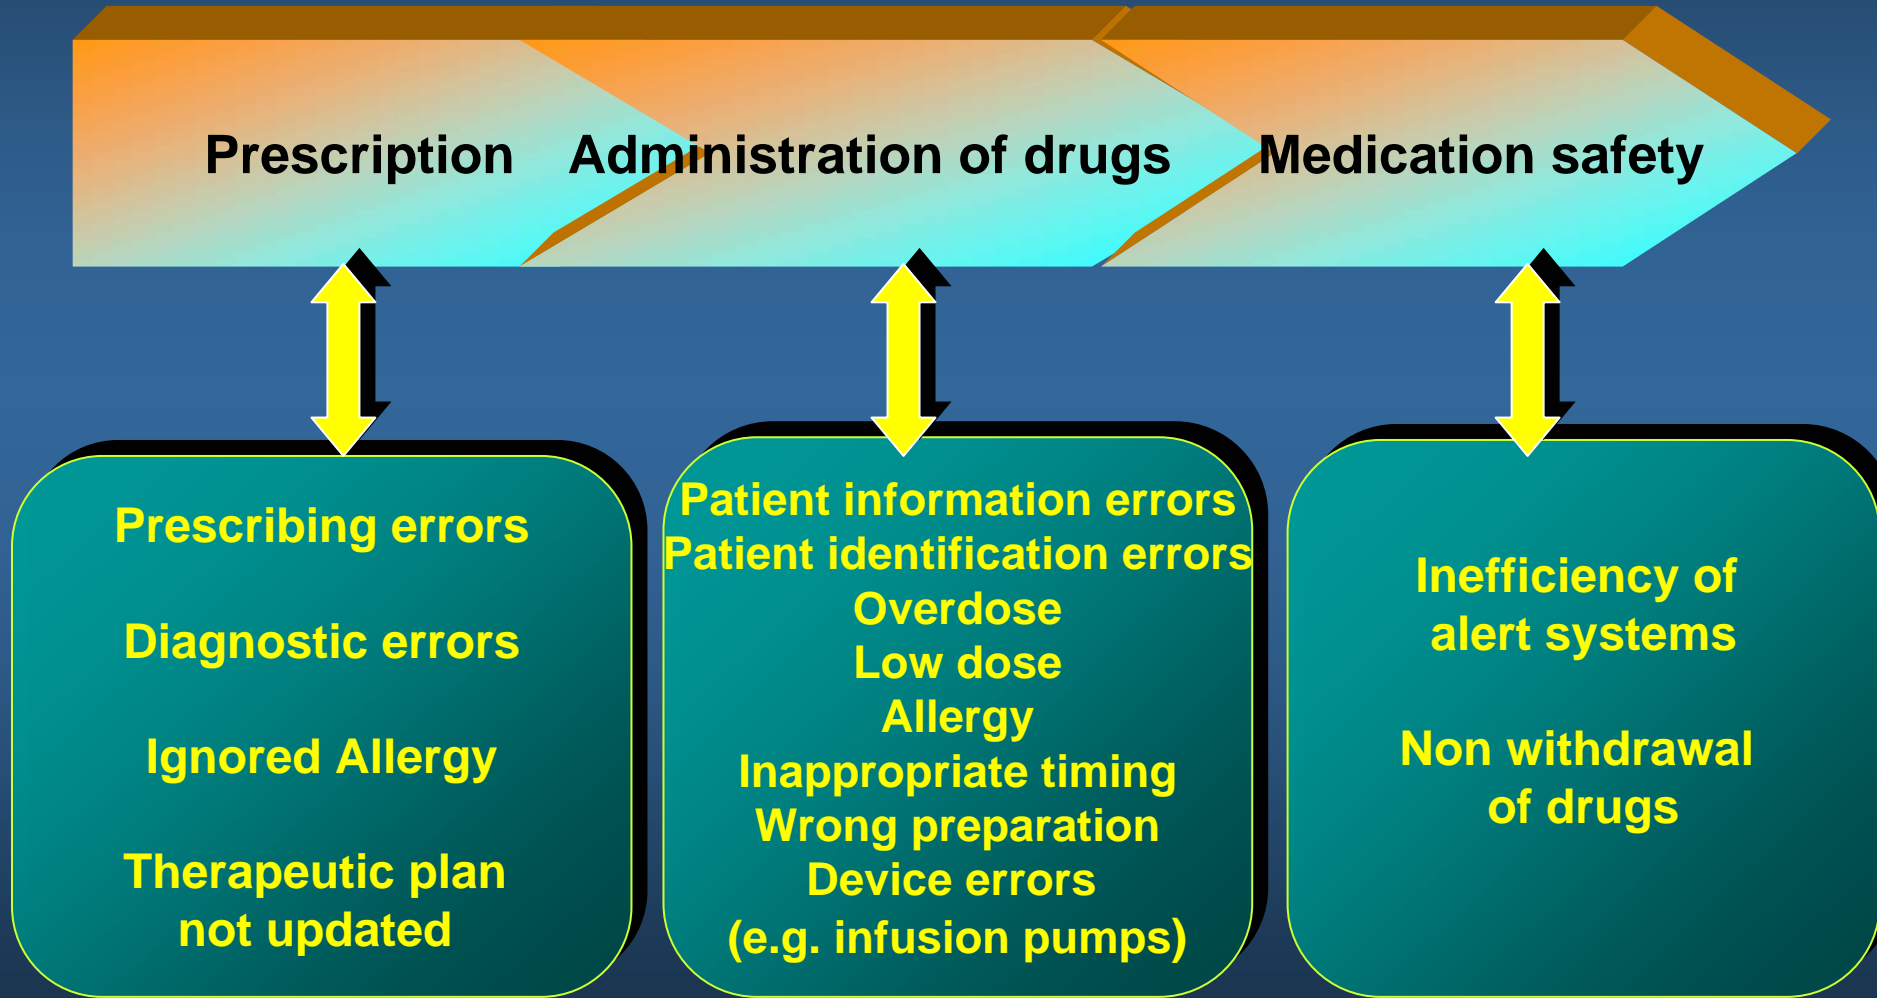 Prescription
Administration of drugs
Medication safety
Prescribing errors
Diagnostic errors
Ignored Allergy
Therapeutic plan
not updated
Patient information errors
Patient identification errors
Overdose
Low dose
Allergy
Inappropriate timing
Wrong preparation
Device errors
(e.g. infusion pumps)
Inefficiency of
alert systems
Non withdrawal
of drugs